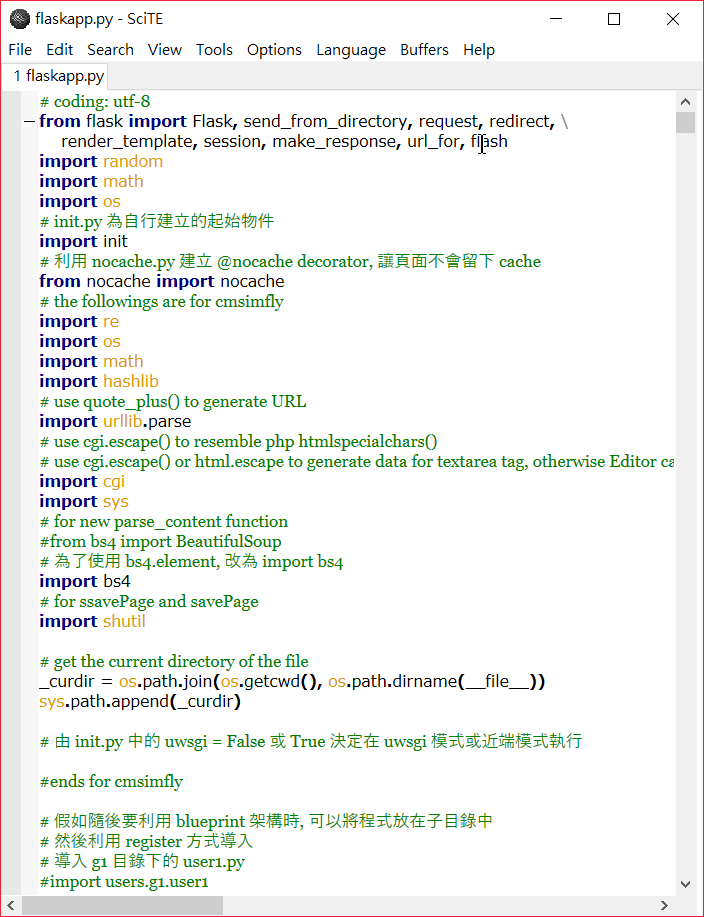 flaskapp.py - SciTE
File Edit Search View Tools Options Language Buffers Help
1 flaskapp.py
# coding: utf-8
from flask import Flask, send_from_directory, request, redirect, \
render_template, session, make_response, url_for, flash
import random
import math
import os
# init.py 為自行建立的起始物件
import init
# 利用 nocache.py 建立 @nocache decorator, 讓頁面不會留下 cache
from nocache import nocache
# the followings are for cmsimfly
import re
import os
import math
import hashlib
# use quote_plus() to generate URL
import urllib.parse
# use cgi.escape() to resemble php htmlspecialchars()
# use cgi.escape() or html.escape to generate data for textarea tag, otherwise Editor ca
import cgi
import sys
# for new parse_content function
#from bs4 import BeautifulSoup
# 為了使用 bs4.element, 改為 import bs4
import bs4
# for ssavePage and savePage
import shutil
# get the current directory of the file
_curdir = os.path.join(os.getcwd(), os.path.dirname(__file__))
sys.path.append(_curdir)
# 由 init.py 中的 uwsgi = False 或 True 決定在 uwsgi 模式或近端模式執行
#ends for cmsimfly
# 假如隨後要利用 blueprint 架構時, 可以將程式放在子目錄中
# 然後利用 register 方式導入
# 導入 g1 目錄下的 user1.py
#import users.g1.user1